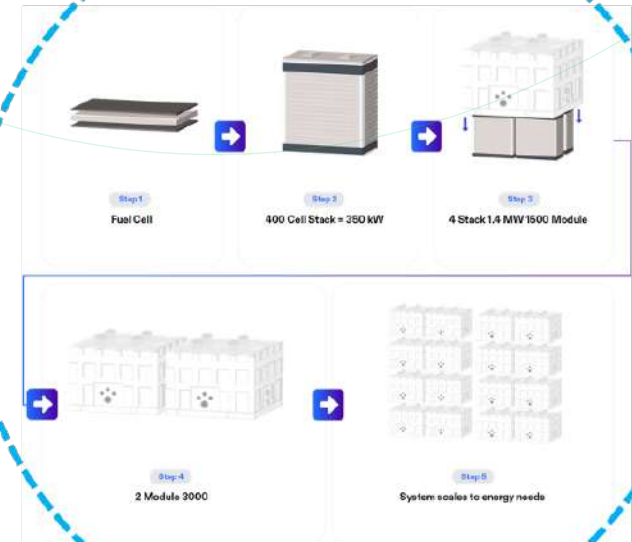 Step 1
Fuel Cell
Step 2
400 Cell Stack = 350 kW
Step 3
4 Stack 1.4 MW 1500 Module
Step 4
2 Module 3000
Step 5
System scales to energy needs